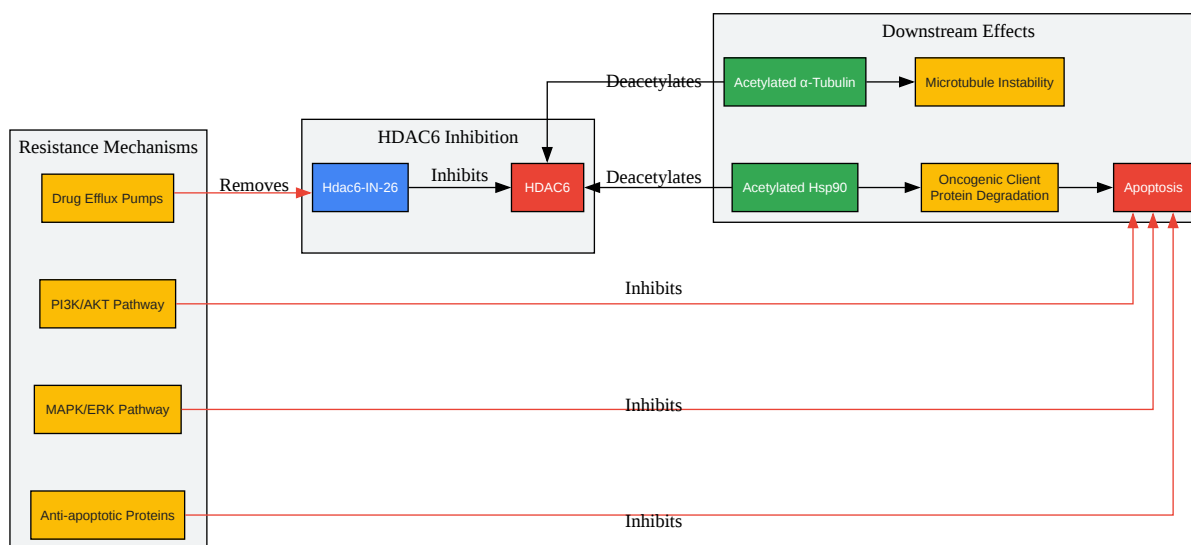 Downstream Effects
Deacetylates
Acetylated α-Tubulin
Microtubule Instability
HDAC6 Inhibition
Resistance Mechanisms
Drug Efflux Pumps
Removes
Hdac6-IN-26
Inhibits
HDAC6
Deacetylates
Acetylated Hsp90
Oncogenic Client
Protein Degradation
Apoptosis
PI3K/AKT Pathway
Inhibits
MAPK/ERK Pathway
Inhibits
Anti-apoptotic Proteins
Inhibits